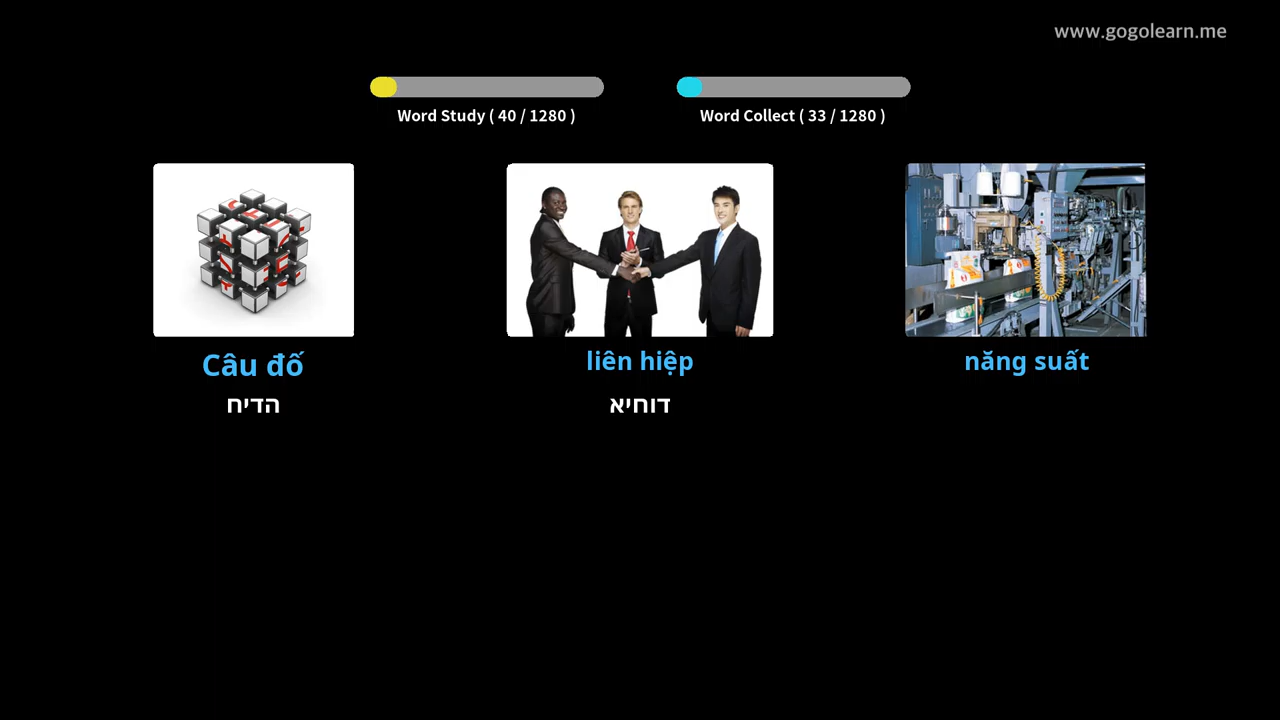 www.gogolearn.me
Word Study ( 40 / 1280 )
Word Collect ( 33 / 1280 )
Câu đố
הדיח
liên hiệp
דוחיא
năng suất